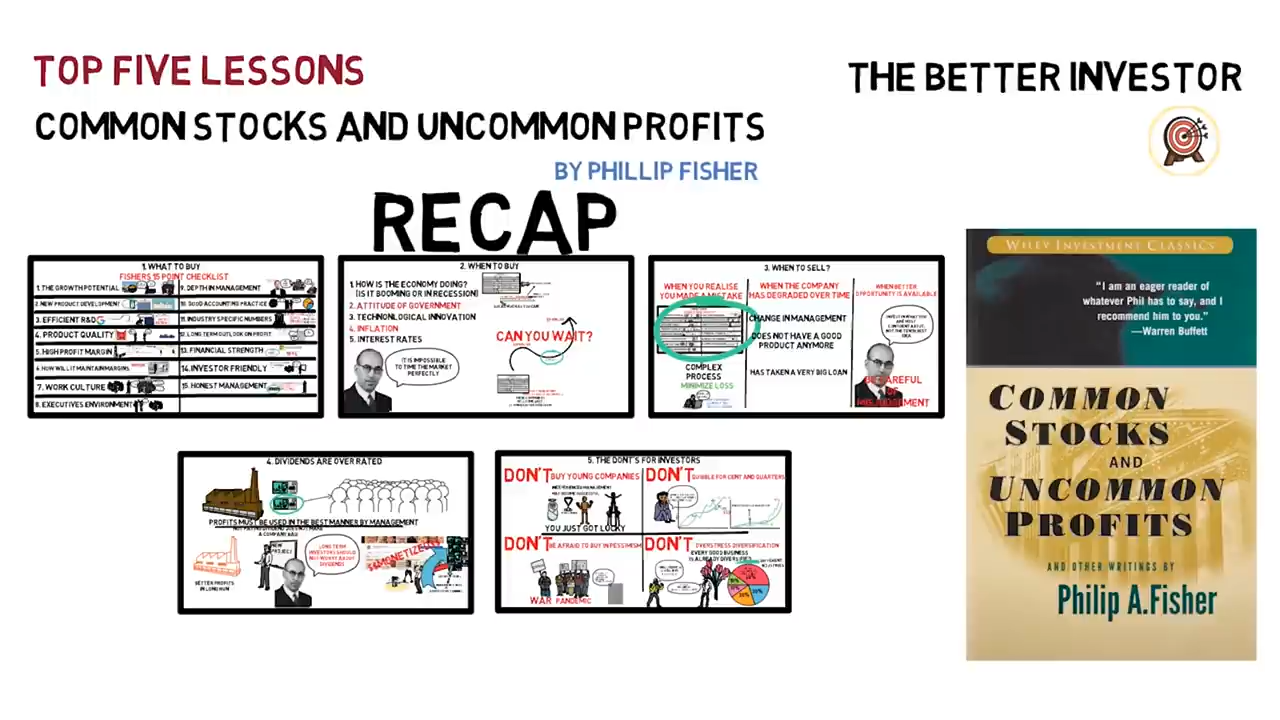 TOP FIVE LESSONS
THE BETTER INVESTOR
COMMON STOCKS AND UNCOMMON PROFITS
BY PHILLIP FISHER
RECAP
1. WHAT TO BUY
FISHERS 15 POINT CHECKLIST
1. THE GROWTH POTENTIAL
9. DEPTH IN MANAGEMENT
2. NEW PRODUCT DEVELOPMENT
10. GOOD ACCOUNTING PRACTICE
3. EFFICIENT R&D
11. INDUSTRY SPECIFIC NUMBERS
4. PRODUCT QUALITY
12. LONG TERM OUTLOOK ON PROFIT
5. HIGH PROFIT MARGIN
13. FINANCIAL STRENGTH
6. HOW WILL IT MAINTAIN MARGINS
14. INVESTOR FRIENDLY
7. WORK CULTURE
15. HONEST MANAGEMENT
8. EXECUTIVES ENVIRONMENT
2. WHEN TO BUY
1. HOW IS THE ECONOMY DOING?
(IS IT BOOMING OR IN RECESSION)
2. ATTITUDE OF GOVERNMENT
3. TECHNOLOGICAL INNOVATION
4. INFLATION
5. INTEREST RATES
CAN YOU WAIT?
IT IS IMPOSSIBLE
TO TIME THE MARKET
PERFECTLY
3. WHEN TO SELL?
WHEN YOU REALISE
YOU MADE A MISTAKE
COMPLEX
PROCESS
MINIMIZE LOSS
WHEN THE COMPANY
HAS DEGRADED OVER TIME
CHANGE IN MANAGEMENT
DOES NOT HAVE A GOOD
PRODUCT ANYMORE
HAS TAKEN A VERY BIG LOAN
WHEN BETTER
OPPORTUNITY IS AVAILABLE
BE CAREFUL
OF
MISJUDGMENT
4. DIVIDENDS ARE OVER RATED
PROFITS MUST BE USED IN THE BEST MANNER BY MANAGEMENT
A COMPANY BAD
NEW
PROJECT
LONG TERM
INVESTORS SHOULD
NOT WORRY ABOUT
DIVIDENDS
BETTER PROFITS
IN LONG RUN
5. THE DONT'S FOR INVESTORS
DON'T BUY YOUNG COMPANIES
YOU JUST GOT LUCKY
DON'T QUIBBLE FOR CENT AND QUARTERS
DON'T BE AFRAID TO BUY IN PESSIMISM
WAR PANDEMIC
DON'T OVERSTRESS DIVERSIFICATION
EVERY GOOD BUSINESS
IS ALREADY DIVERSIFIED
WILEY INVESTMENT CLASSICS
"I am an eager reader of
whatever Phil has to say, and I
recommend him to you."
—Warren Buffett
COMMON
STOCKS
AND
UNCOMMON
PROFITS
AND OTHER WRITINGS BY
Philip A.Fisher